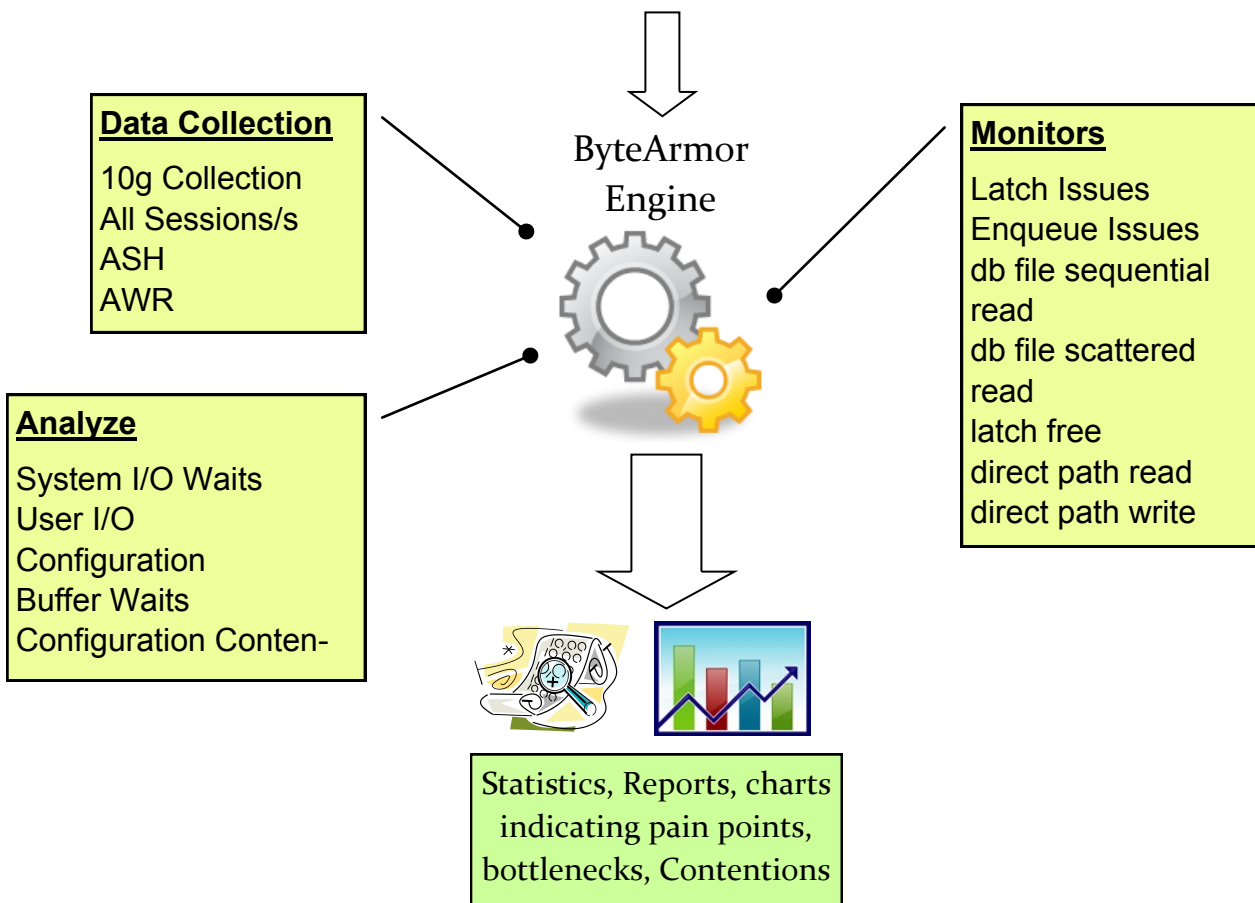 ByteArmor
Engine
Data Collection
10g Collection
All Sessions/s
ASH
AWR
Monitors
Latch Issues
Enqueue Issues
db file sequential
read
db file scattered
read
latch free
direct path read
direct path write
Analyze
System I/O Waits
User I/O
Configuration
Buffer Waits
Configuration Conten-
Statistics, Reports, charts
indicating pain points,
bottlenecks, Contentions